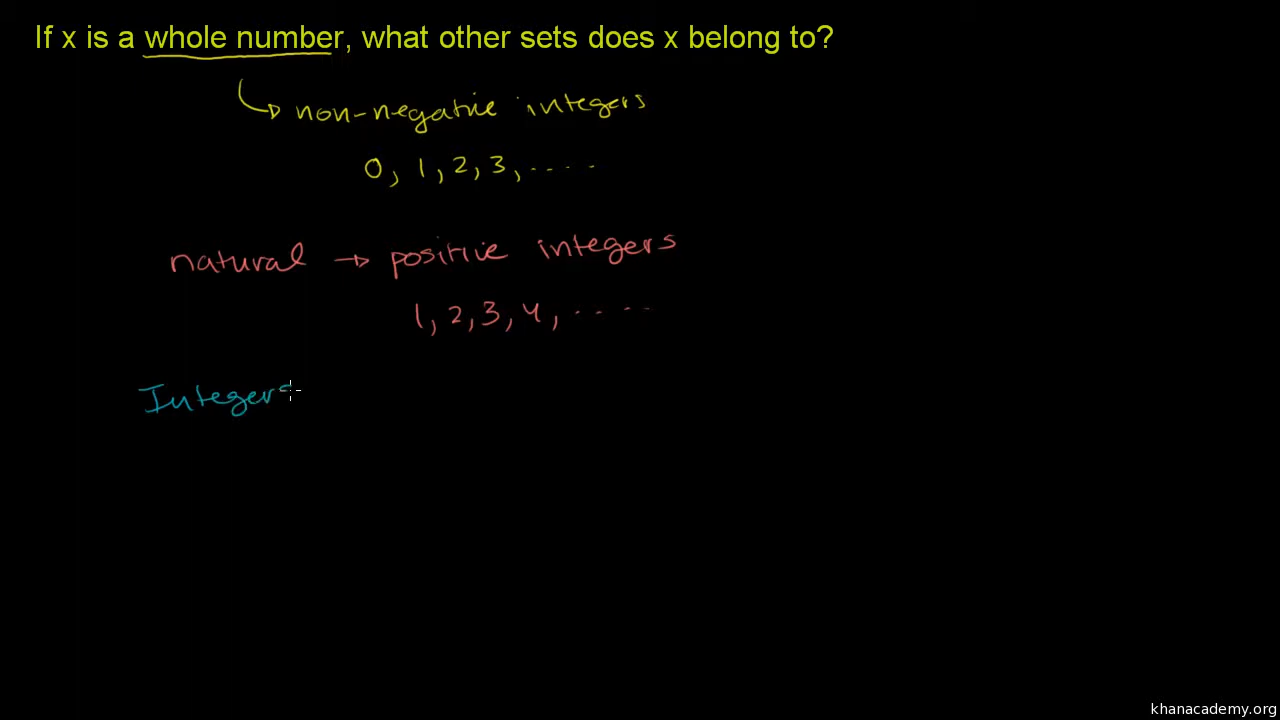 If x is a whole number, what other sets does x belong to?
non-negative integers
0, 1, 2, 3, ....
natural → positive integers
1, 2, 3, 4, ....
Integers
khanacademy.org